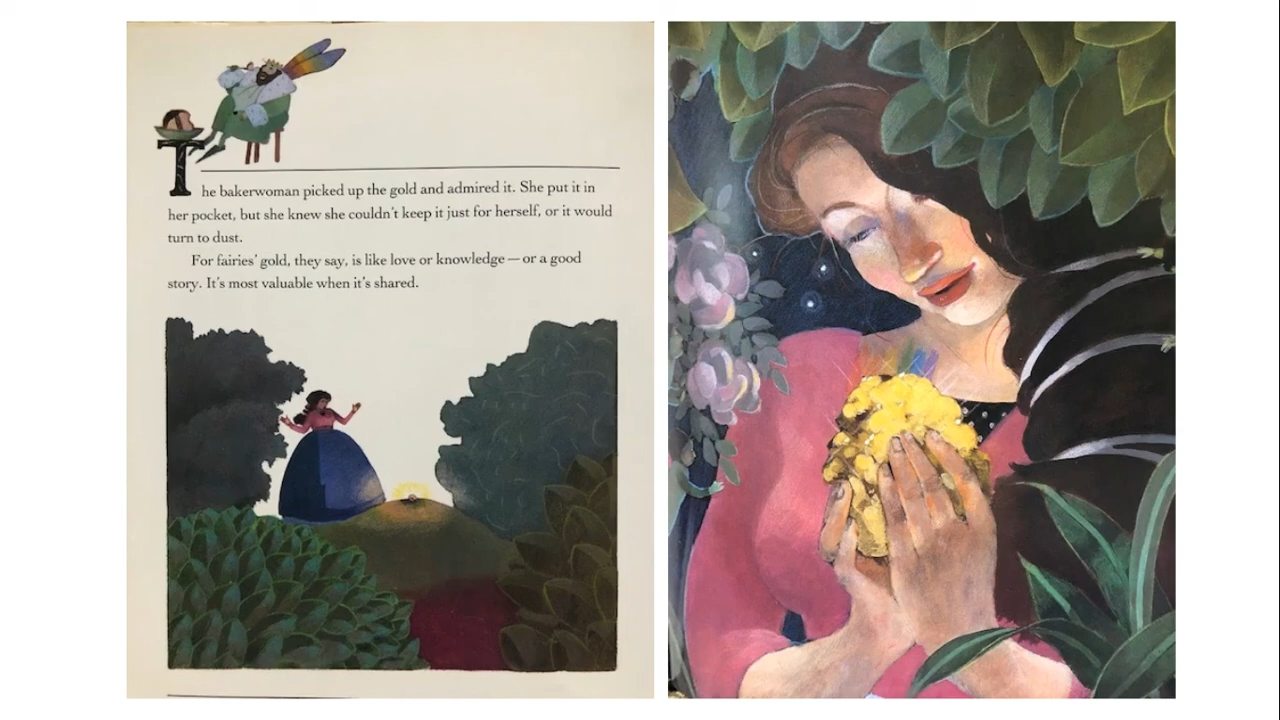 The bakerwoman picked up the gold and admired it. She put it in
her pocket, but she knew she couldn't keep it just for herself, or it would
turn to dust.
For fairies' gold, they say, is like love or knowledge — or a good
story. It's most valuable when it's shared.